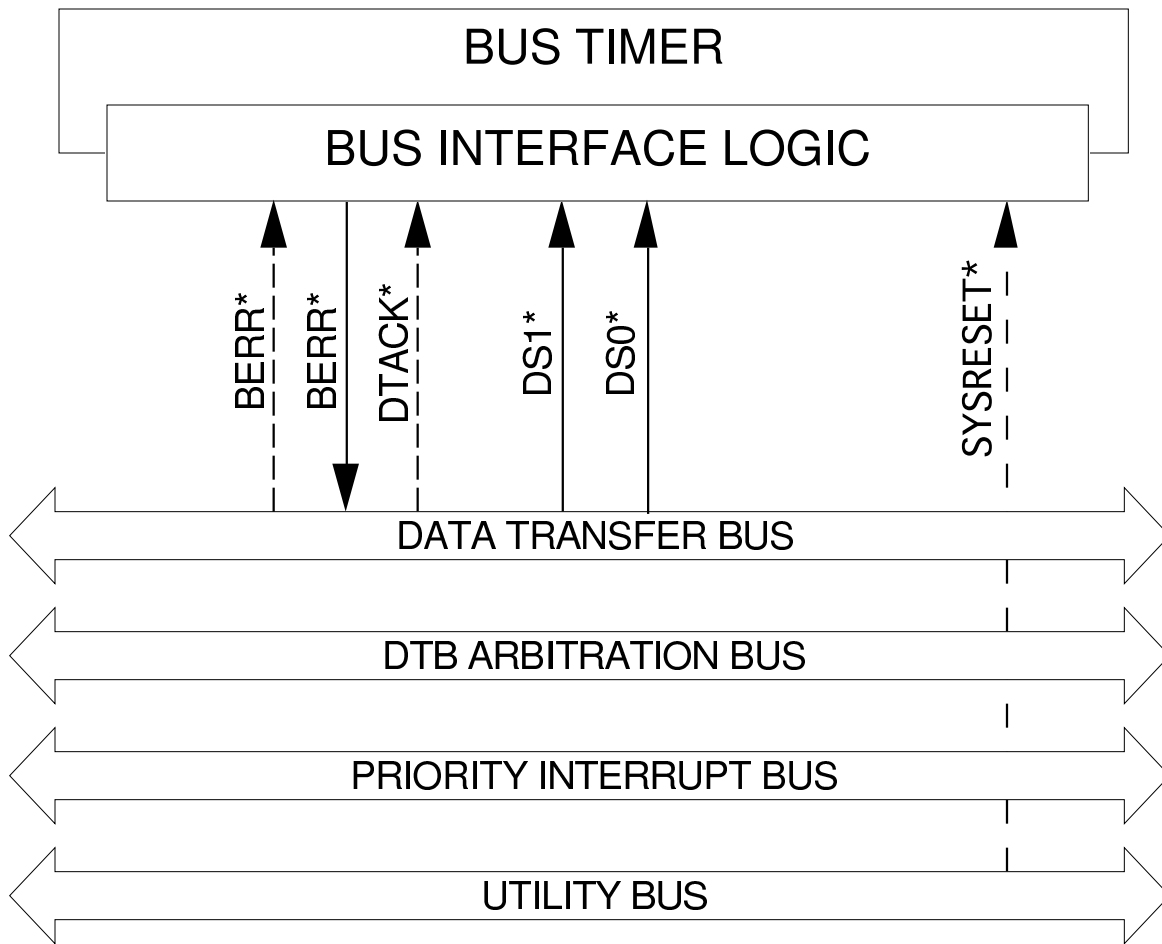 BUS TIMER
BUS INTERFACE LOGIC
BERR*
BERR*
DTACK*
DS1*
DS0*
SYSRESET*
DATA TRANSFER BUS
DTB ARBITRATION BUS
PRIORITY INTERRUPT BUS
UTILITY BUS